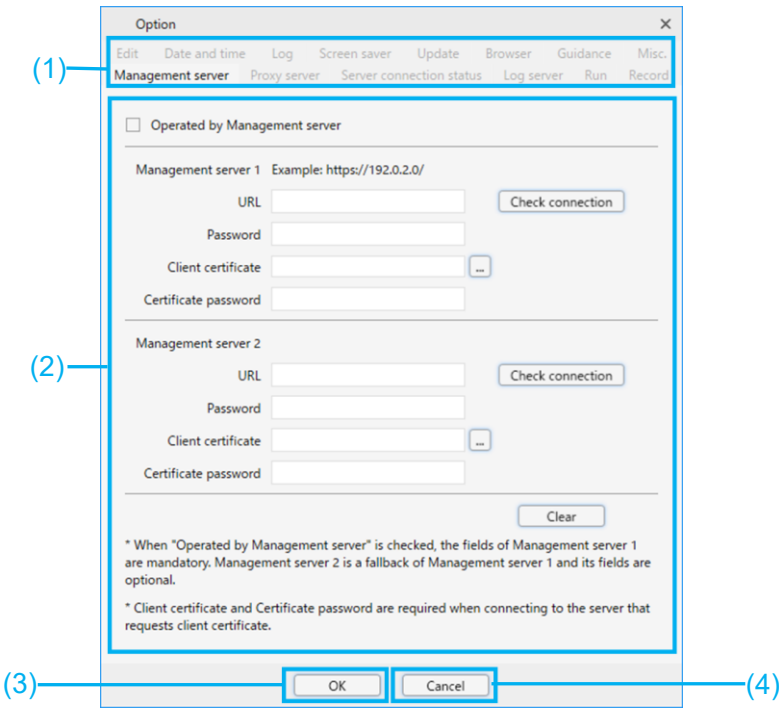 Option
Edit Date and time Log Screen saver Update Browser Guidance Misc.
(1)
Management server Proxy server Server connection status Log server Run Record
Operated by Management server
Management server 1 Example: https://192.0.2.0/
URL Check connection
Password
Client certificate ...
Certificate password
Management server 2
(2)
URL Check connection
Password
Client certificate ...
Certificate password
Clear
* When "Operated by Management server" is checked, the fields of Management server 1
are mandatory. Management server 2 is a fallback of Management server 1 and its fields are
optional.
* Client certificate and Certificate password are required when connecting to the server that
requests client certificate.
(3) OK Cancel (4)